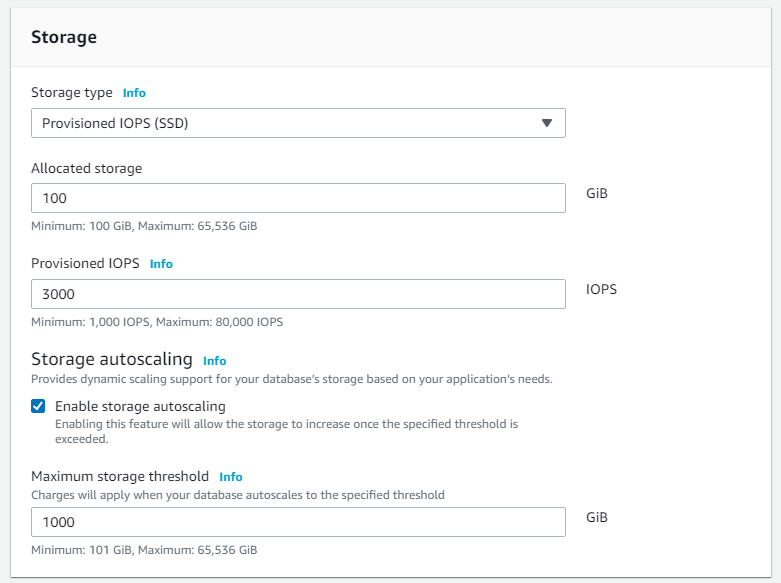 Storage
Storage type Info
Provisioned IOPS (SSD)
Allocated storage
100 GiB
Minimum: 100 GiB, Maximum: 65,536 GiB
Provisioned IOPS Info
3000 IOPS
Minimum: 1,000 IOPS, Maximum: 80,000 IOPS
Storage autoscaling Info
Provides dynamic scaling support for your database's storage based on your application's needs.
Enable storage autoscaling
Enabling this feature will allow the storage to increase once the specified threshold is
exceeded.
Maximum storage threshold Info
Charges will apply when your database autoscales to the specified threshold
1000 GiB
Minimum: 101 GiB, Maximum: 65,536 GiB